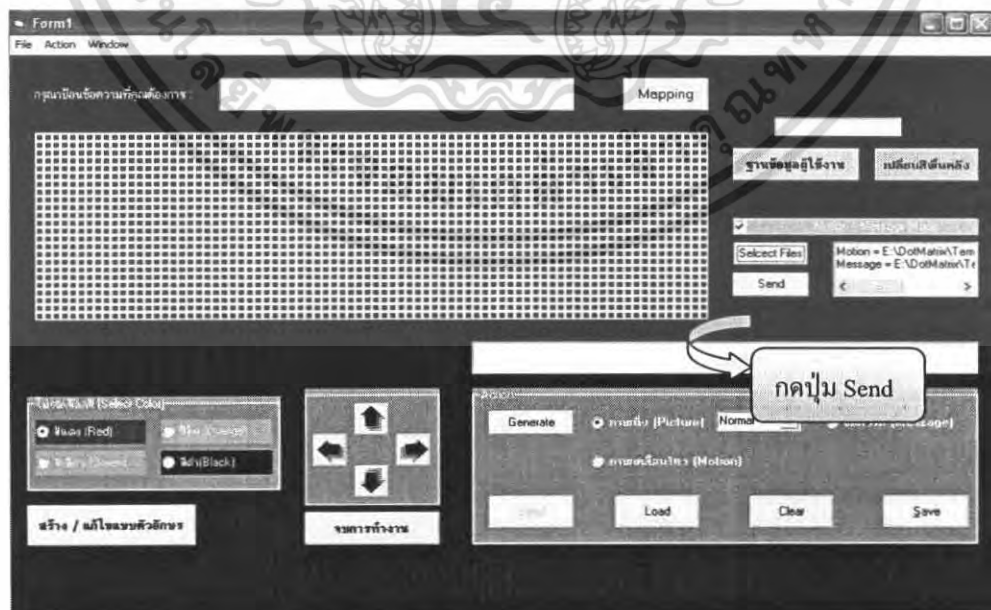 Form1
File Action Window
กรุณาป้อนข้อความที่คุณต้องการ :
Mapping
ฐานข้อมูลผู้ใช้งาน
เปลี่ยนสีพื้นหลัง
Selcect Files
Motion = E:\DotMatrix\Tem
Message = E:\DotMatrix\Te
Send
กดปุ่ม Send
(Select Color)
สีแดง (Red)
สีดำ(Black)
สร้าง / แก้ไขแบบตัวอักษร
จบการทำงาน
Action
Generate
ภาพนิ่ง (Picture)
Normal
ภาพเคลื่อนไหว (Motion)
Send
Load
Clear
Save